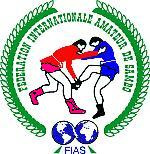 FEDERATION INTERNATIONALE AMATEUR DE SAMBO
FIAS